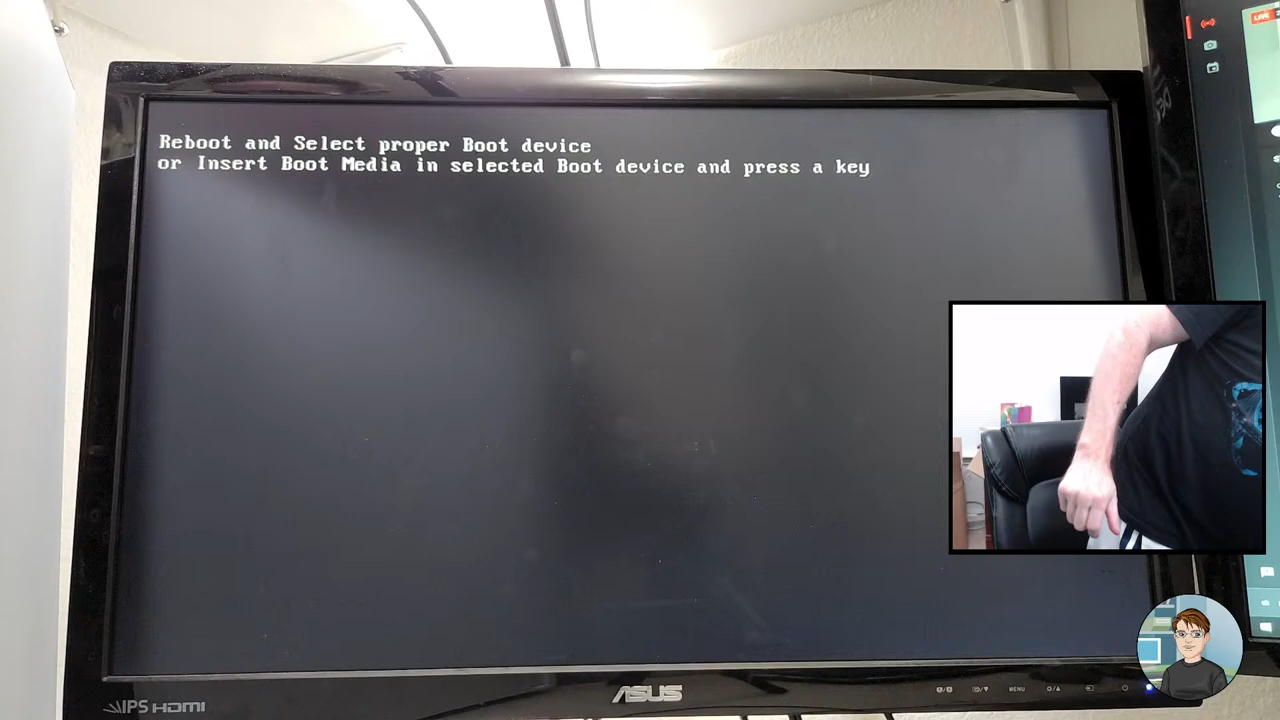 Reboot and Select proper Boot device
or Insert Boot Media in selected Boot device and press a key
LIVE
IPS HDMI
ASUS
MENU